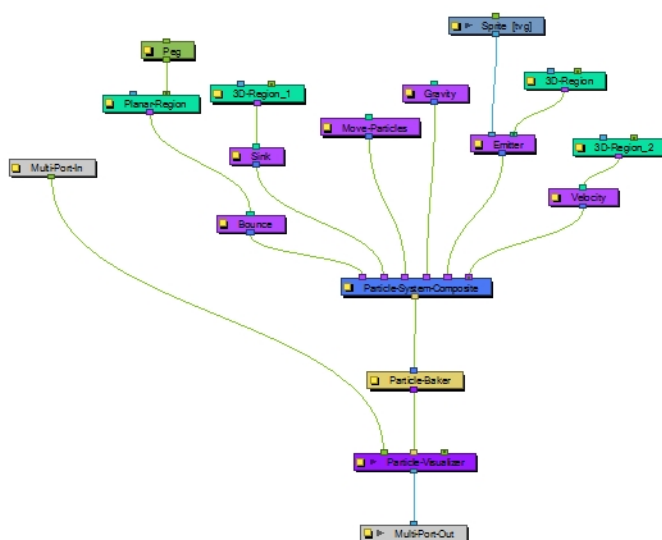 Sprite [tvg]
Peg
3D-Region
3D-Region_1
Gravity
Planar-Region
Move-Particles
Emitter
3D-Region_2
Sink
Multi-Port-In
Velocity
Bounce
Particle-System-Composite
Particle-Baker
Particle-Visualizer
Multi-Port-Out